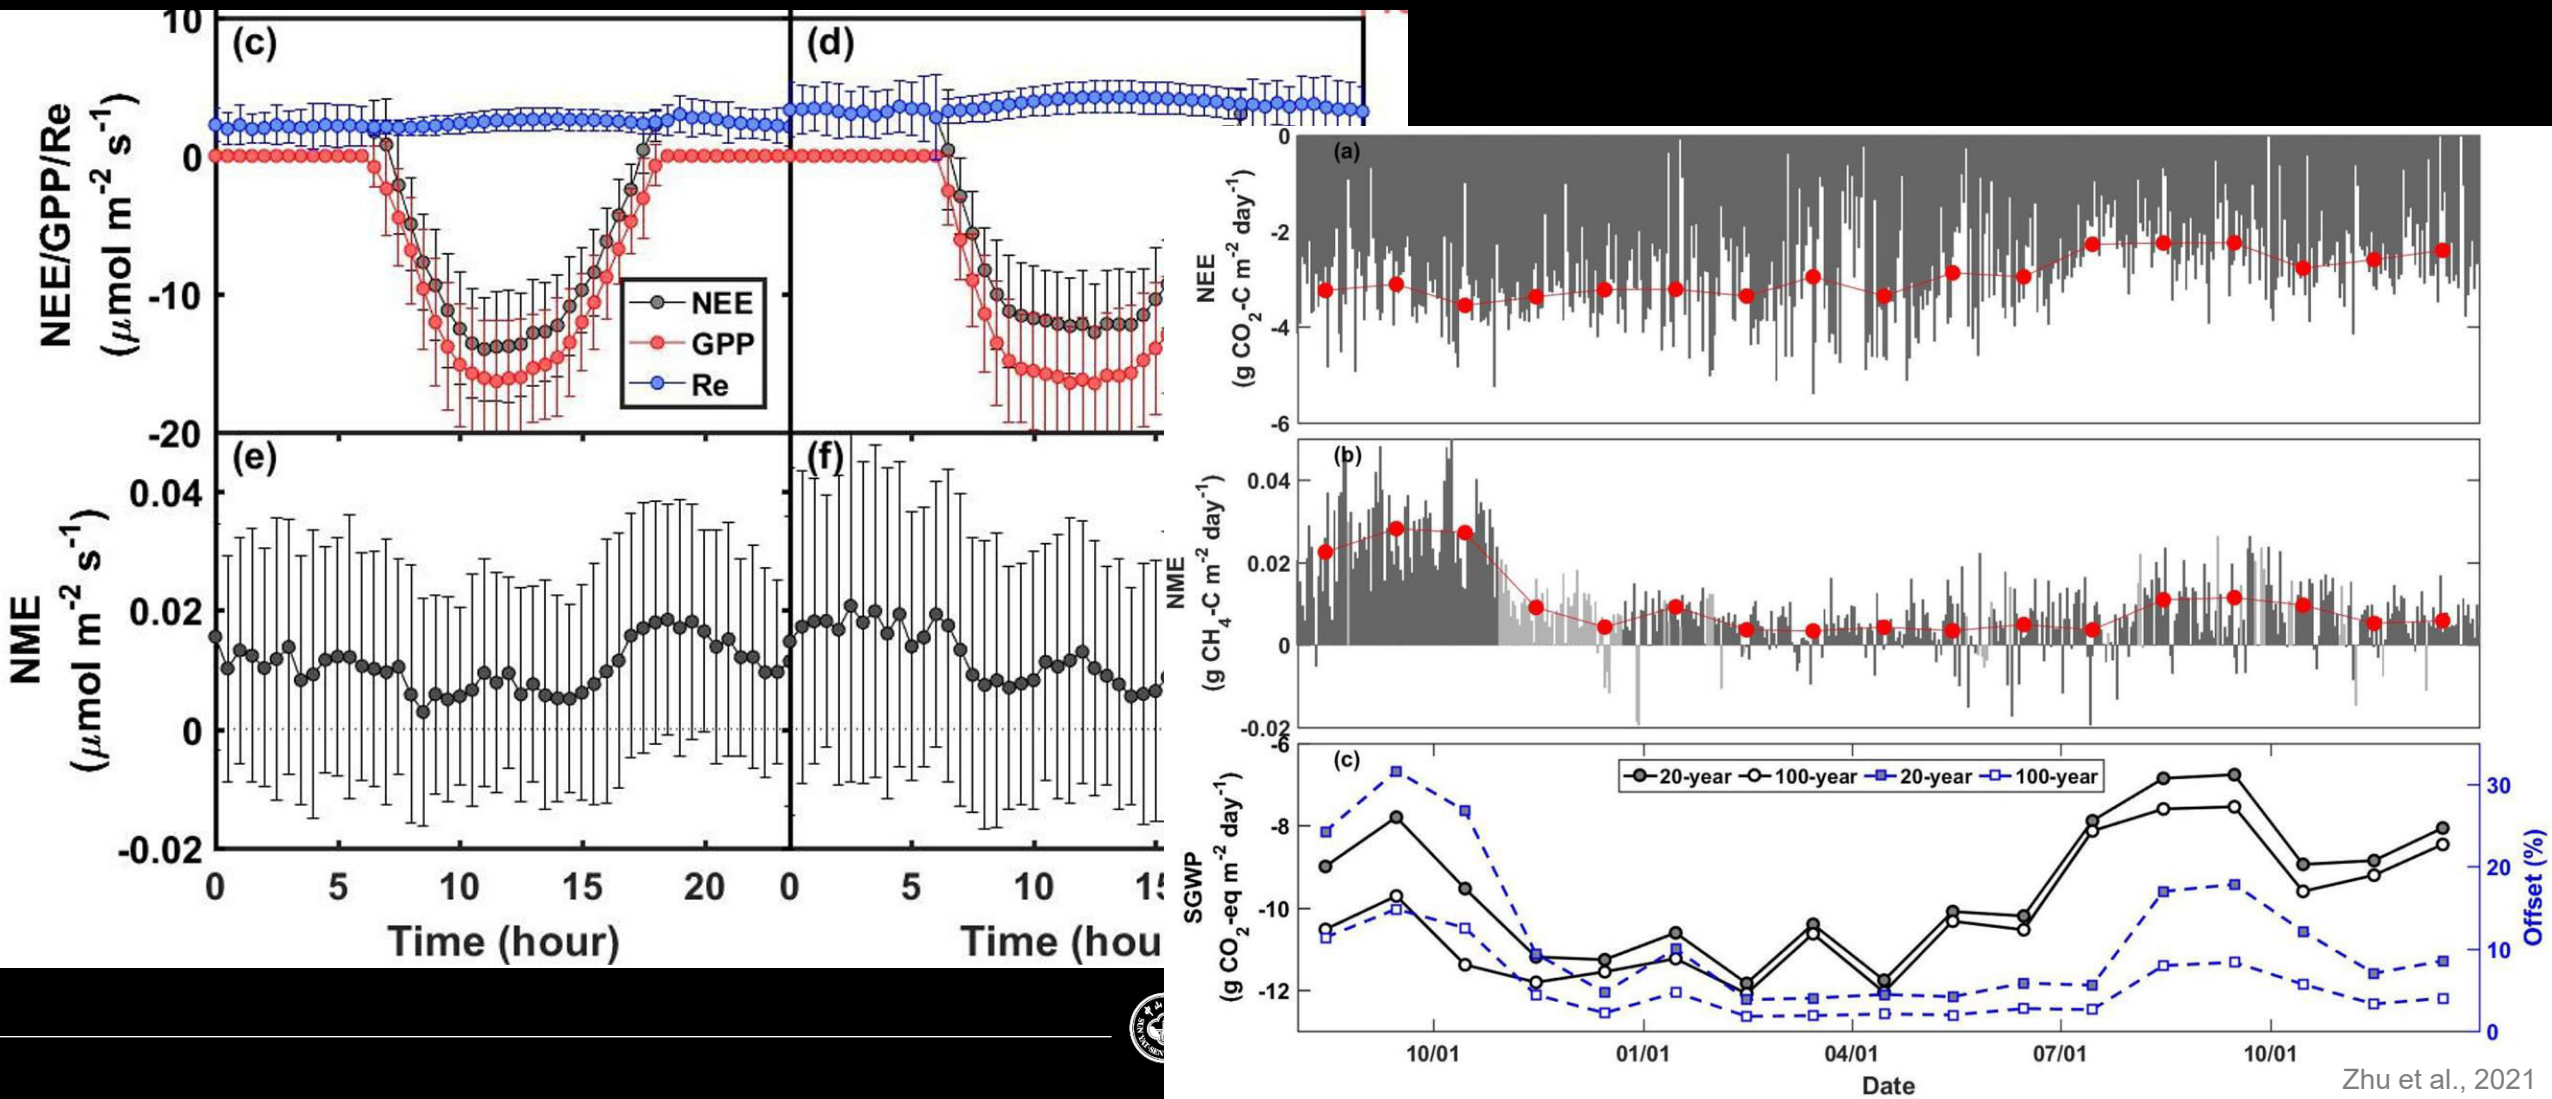 10
(c)
(d)
0
-10
-20
NEE/GPP/Re
(μmol m-2 s-1)
NEE
GPP
Re
(e)
(f)
0.04
0.02
0
-0.02
NME
(μmol m-2 s-1)
0 5 10 15 20 0 5 10 15
Time (hour)
Time (hou
(a)
0
-2
-4
-6
NEE
(g CO2-C m-2 day-1)
(b)
0.04
0.02
0
-0.02
NME
(g CH4-C m-2 day-1)
(c)
-6
-8
-10
-12
SGWP
(g CO2-eq m-2 day-1)
20-year 100-year 20-year 100-year
30
20
10
0
Offset (%)
10/01 01/01 04/01 07/01 10/01
Date
Zhu et al., 2021